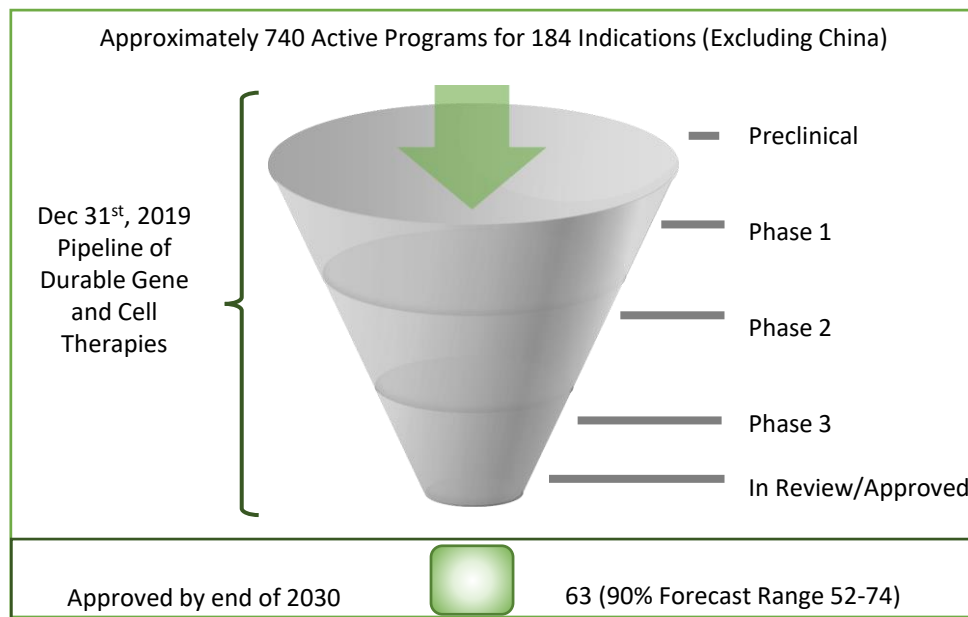 Approximately 740 Active Programs for 184 Indications (Excluding China)
Dec 31st, 2019
Pipeline of
Durable Gene
and Cell
Therapies
Preclinical
Phase 1
Phase 2
Phase 3
In Review/Approved
Approved by end of 2030
63 (90% Forecast Range 52-74)